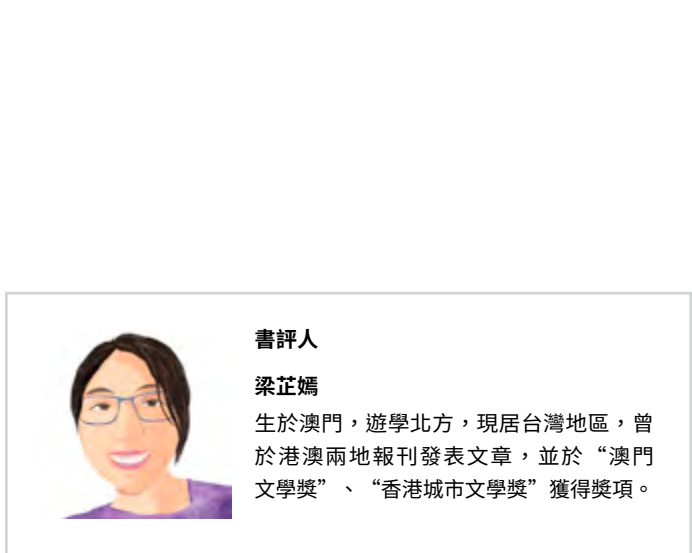 書評人
梁芷嫣
生於澳門，遊學北方，現居台灣地區，曾
於港澳兩地報刊發表文章，並於“澳門
文學獎”、“香港城市文學獎”獲得獎項。